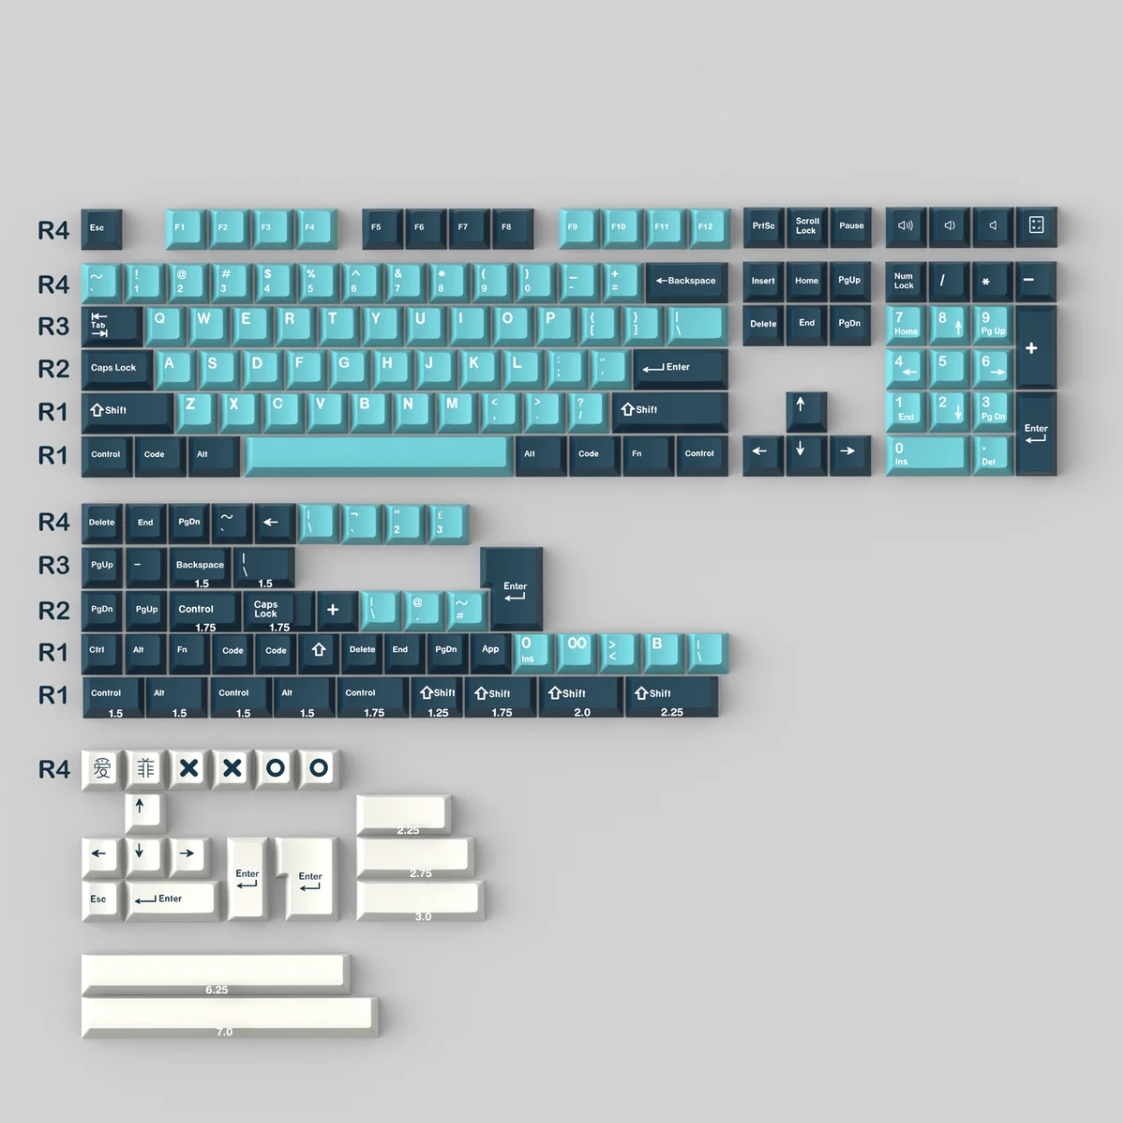 R4 Esc F1 F2 F3 F4 F5 F6 F7 F8 F9 F10 F11 F12 PrtSc Scroll Lock Pause
R4 ~ ` ! 1 @ 2 # 3 $ 4 % 5 ^ 6 & 7 * 8 ( 9 ) 0 _ - + = ←Backspace Insert Home PgUp Num Lock / * −
R3 Tab Q W E R T Y U I O P { [ } ] | \ Delete End PgDn 7 Home 8 ↑ 9 Pg Up +
R2 Caps Lock A S D F G H J K L : ; " ' Enter 4 ← 5 6 →
R1 Shift Z X C V B N M < , > . ? / Shift ↑ 1 End 2 ↓ 3 Pg Dn Enter
R1 Control Code Alt Alt Code Fn Control ← ↓ → 0 Ins . Del
R4 Delete End PgDn ~ ` ← | \ ¬ ` " 2 £ 3
R3 PgUp − Backspace 1.5 | \ 1.5 Enter
R2 PgDn PgUp Control 1.75 Caps Lock 1.75 + | \ @ ' ~ #
R1 Ctrl Alt Fn Code Code Delete End PgDn App 0 Ins 00 > < B | \
R1 Control 1.5 Alt 1.5 Control 1.5 Alt 1.5 Control 1.75 Shift 1.25 Shift 1.75 Shift 2.0 Shift 2.25
R4 X X O O
↑ 2.25
← ↓ → Enter Enter 2.75
Esc Enter 3.0
6.25
7.0